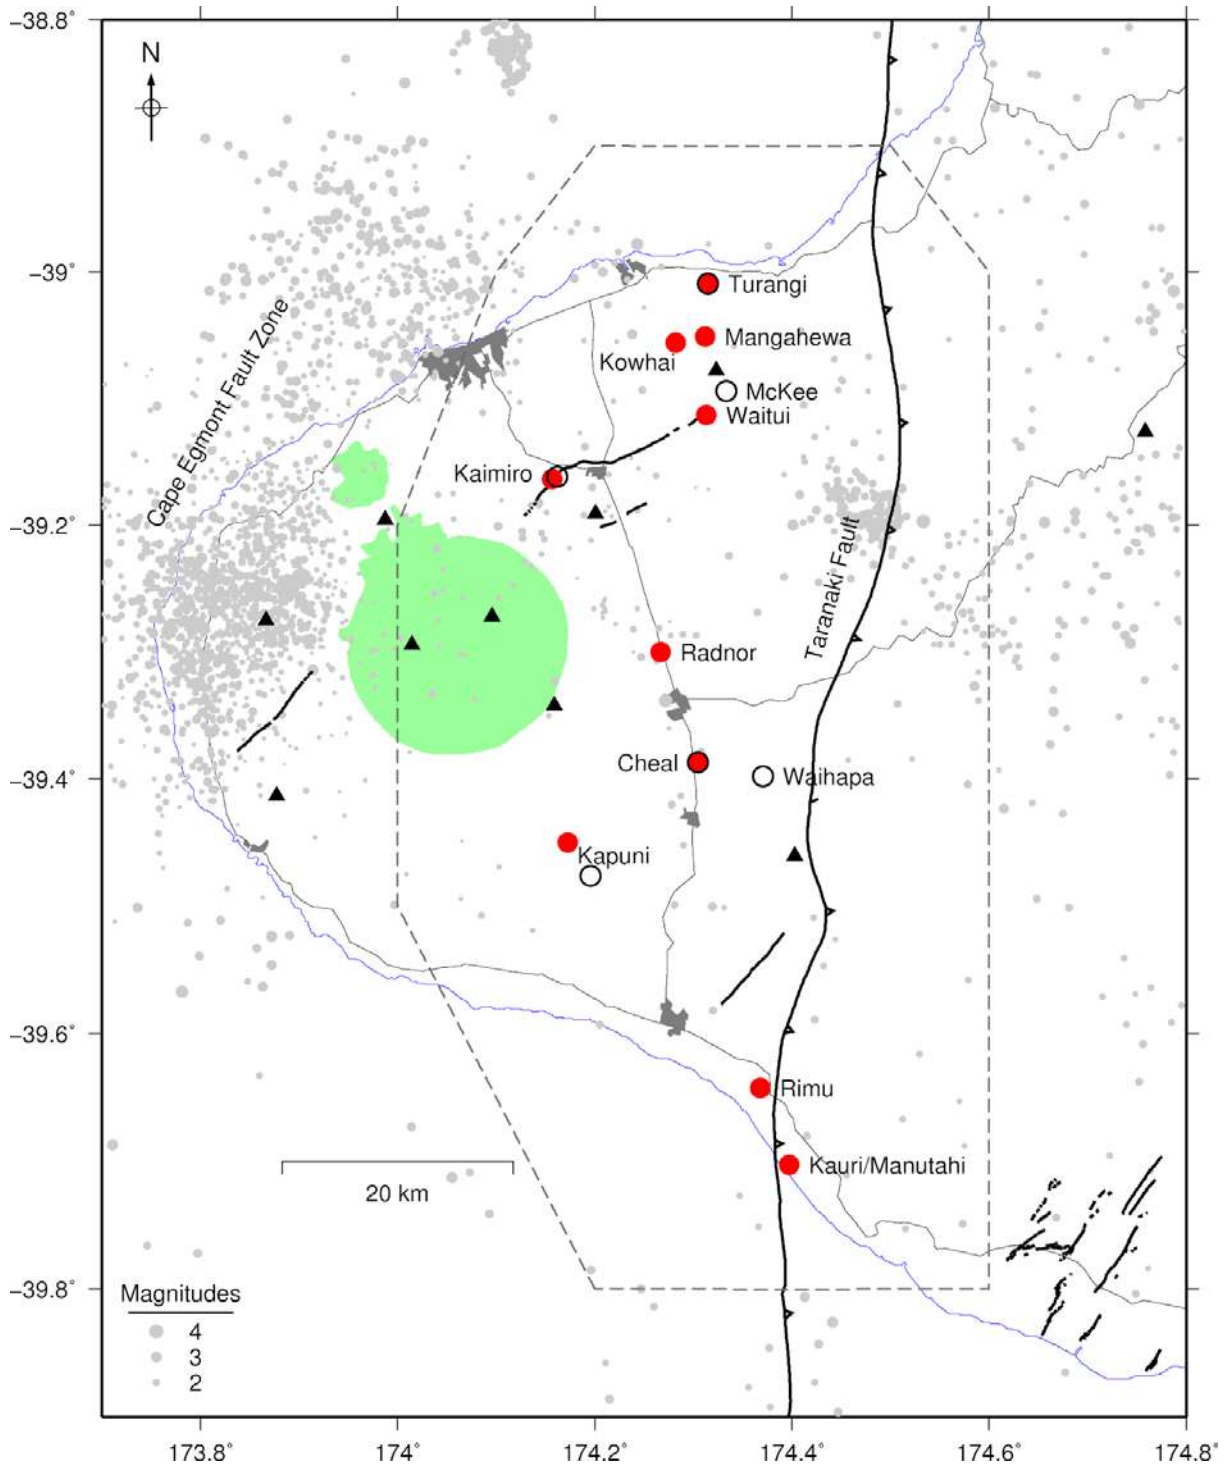 −38.8˚
N
−39˚
Turangi
Mangahewa
Kowhai
McKee
Waitui
Cape Egmont Fault Zone
Kaimiro
−39.2˚
Taranaki Fault
Radnor
Cheal
Waihapa
−39.4˚
Kapuni
−39.6˚
Rimu
Kauri/Manutahi
20 km
−39.8˚
Magnitudes
4
3
2
173.8˚
174˚
174.2˚
174.4˚
174.6˚
174.8˚